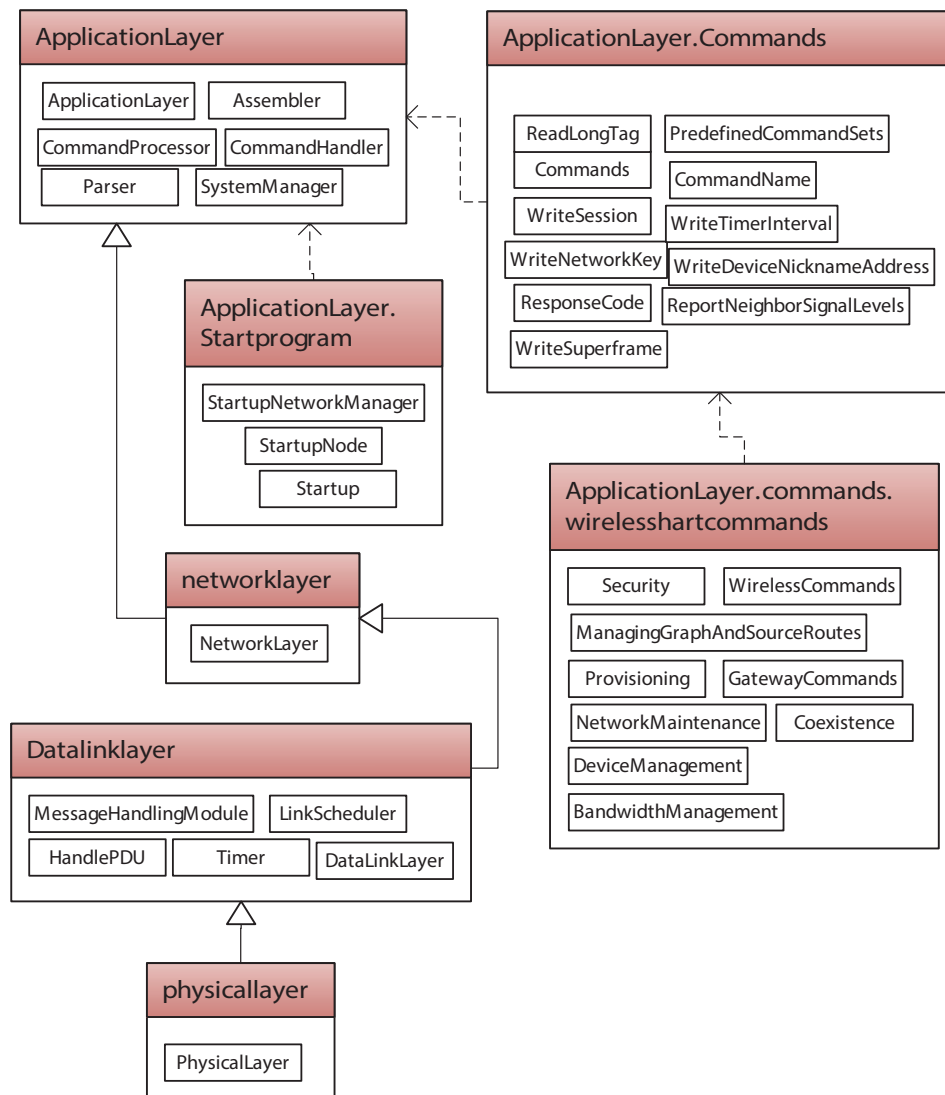 ApplicationLayer
ApplicationLayer
Assembler
CommandProcessor
CommandHandler
Parser
SystemManager
ApplicationLayer.Commands
ReadLongTag
PredefinedCommandSets
Commands
CommandName
WriteSession
WriteTimerInterval
WriteNetworkKey
WriteDeviceNicknameAddress
ResponseCode
ReportNeighborSignalLevels
WriteSuperframe
ApplicationLayer.
Startprogram
StartupNetworkManager
StartupNode
Startup
ApplicationLayer.commands.
wirelesshartcommands
Security
WirelessCommands
ManagingGraphAndSourceRoutes
Provisioning
GatewayCommands
NetworkMaintenance
Coexistence
DeviceManagement
BandwidthManagement
networklayer
NetworkLayer
Datalinklayer
MessageHandlingModule
LinkScheduler
HandlePDU
Timer
DataLinkLayer
physicallayer
PhysicalLayer